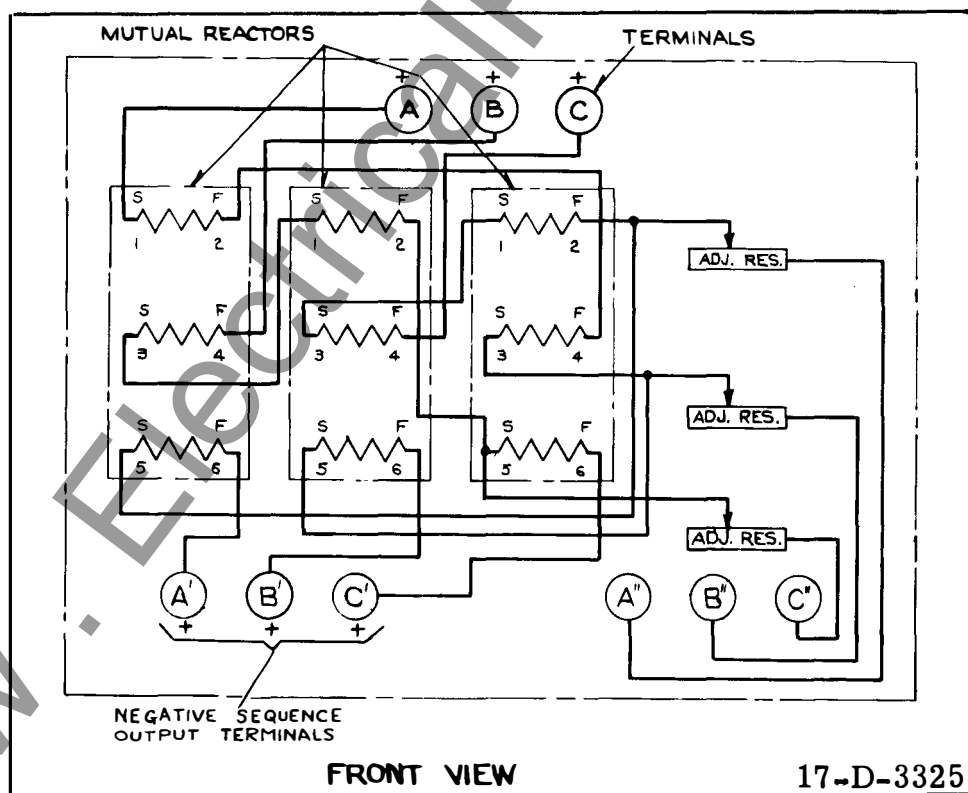 MUTUAL REACTORS
TERMINALS
+ + +
A B C
S F S F S F
1 2 1 2 1 2
ADJ. RES.
S F S F S F
3 4 3 4 3 4
ADJ. RES.
S F S F S F
5 6 5 6 5 6
ADJ. RES.
A' B' C' A" B" C"
+ + +
NEGATIVE SEQUENCE
OUTPUT TERMINALS
FRONT VIEW
17-D-3325
. Electrical